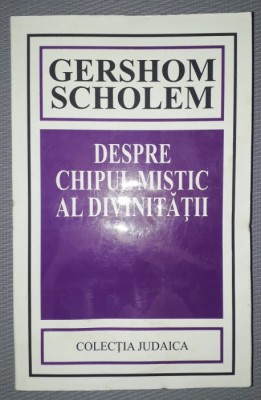 GERSHOM
SCHOLEM
DESPRE
CHIPUL MISTIC
AL DIVINITĂȚII
COLECȚIA JUDAICA